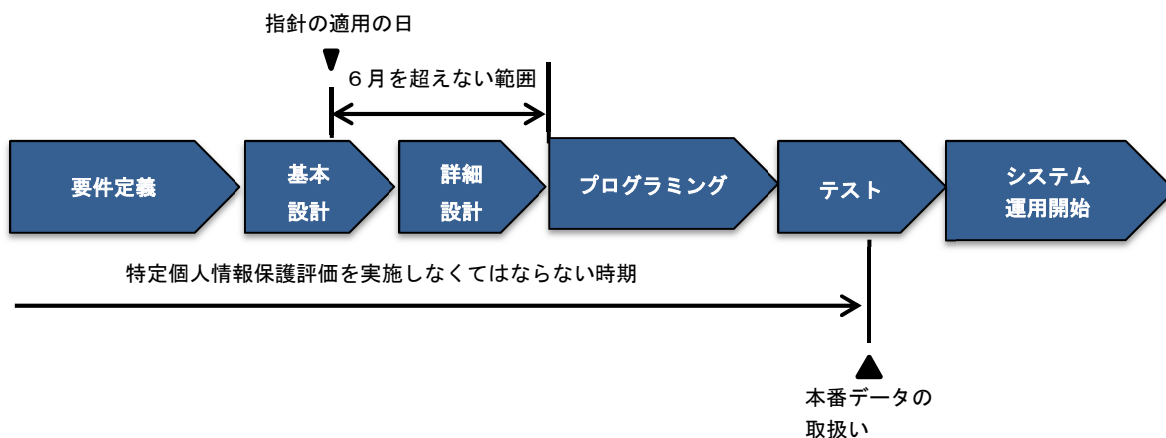 指針の適用の日
６月を超えない範囲
要件定義
基本
設計
詳細
設計
プログラミング
テスト
システム
運用開始
特定個人情報保護評価を実施しなくてはならない時期
本番データの
取扱い